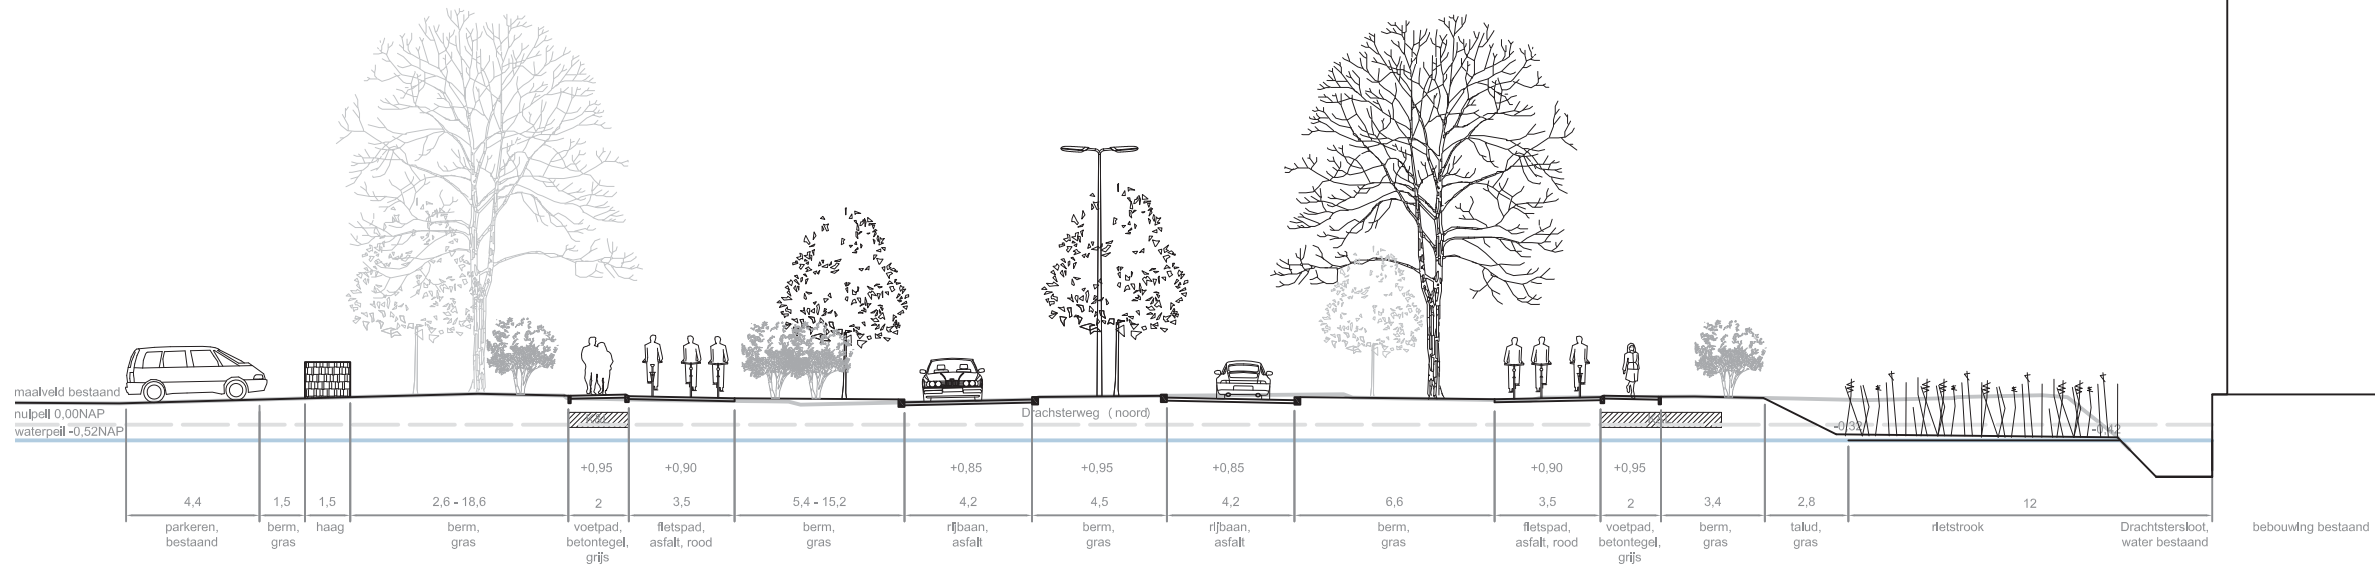 maaiveld bestaand
nulpeil 0,00NAP
waterpeil -0,52NAP
Drachsterweg (noord)
-0,32
-0,42
+0,95
+0,90
+0,85
+0,95
+0,85
+0,90
+0,95
4,4
1,5
1,5
2,6 - 18,6
2
3,5
5,4 - 15,2
4,2
4,5
4,2
6,6
3,5
2
3,4
2,8
12
parkeren,
bestaand
berm,
gras
haag
berm,
gras
voetpad,
betontegel,
grijs
fietspad,
asfalt, rood
berm,
gras
rijbaan,
asfalt
berm,
gras
rijbaan,
asfalt
berm,
gras
fietspad,
asfalt, rood
voetpad,
betontegel,
grijs
berm,
gras
talud,
gras
rietstrook
Drachtstersloot,
water bestaand
bebouwing bestaand